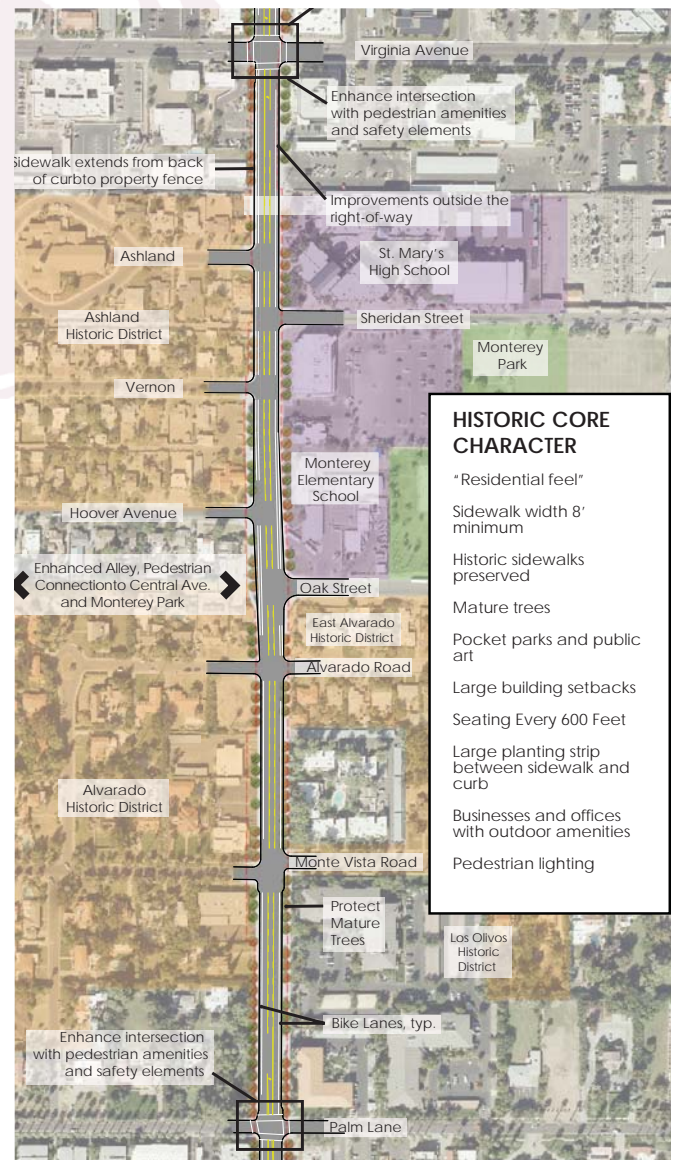 Virginia Avenue
Enhance intersection
with pedestrian amenities
and safety elements
Sidewalk extends from back
of curbto property fence
Improvements outside the
right-of-way
Ashland
St. Mary's
High School
Ashland
Historic District
Sheridan Street
Monterey
Park
Vernon
HISTORIC CORE
CHARACTER
"Residential feel"
Sidewalk width 8'
minimum
Historic sidewalks
preserved
Mature trees
Pocket parks and public
art
Large building setbacks
Seating Every 600 Feet
Large planting strip
between sidewalk and
curb
Businesses and offices
with outdoor amenities
Pedestrian lighting
Monterey
Elementary
School
Hoover Avenue
Enhanced Alley, Pedestrian
Connectionto Central Ave.
and Monterey Park
Oak Street
East Alvarado
Historic District
Alvarado Road
Alvarado
Historic District
Monte Vista Road
Protect
Mature
Trees
Los Olivos
Historic
District
Bike Lanes, typ.
Enhance intersection
with pedestrian amenities
and safety elements
Palm Lane